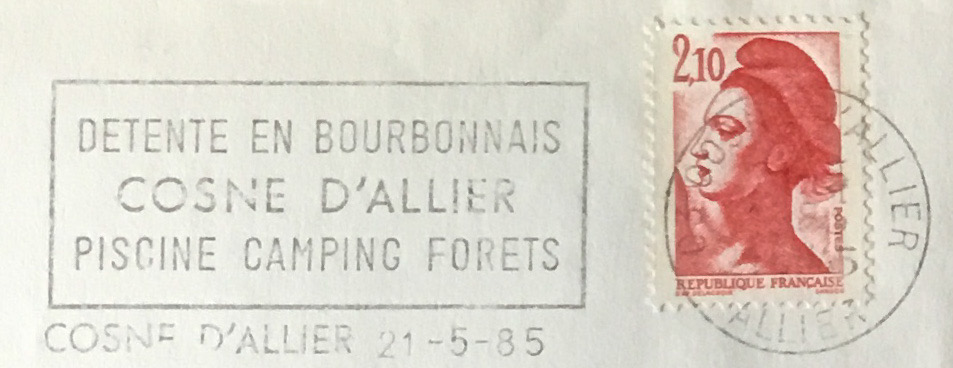 DETENTE EN BOURBONNAIS
COSNE D'ALLIER
PISCINE CAMPING FORETS
COSNE D'ALLIER 21-5-85
2,10
POSTES
REPUBLIQUE FRANÇAISE
D'ALLIER
ALLIER